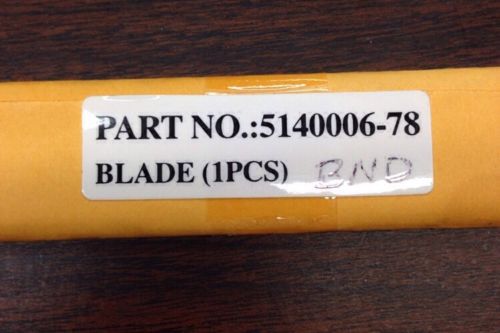 PART NO.:5140006-78
BLADE (1PCS) BND